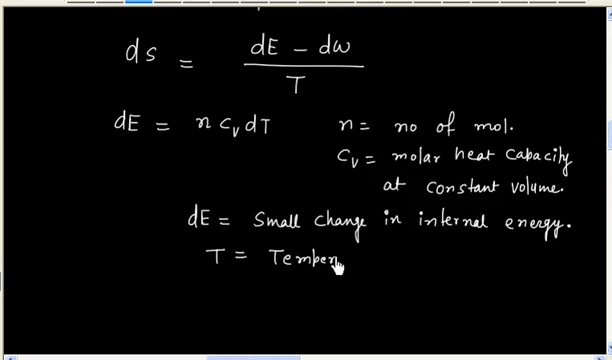 ds = dE - dw / T
dE = n Cv dT n = no of mol.
Cv = molar heat capacity
at constant volume.
dE = Small change in internal energy.
T = Temper